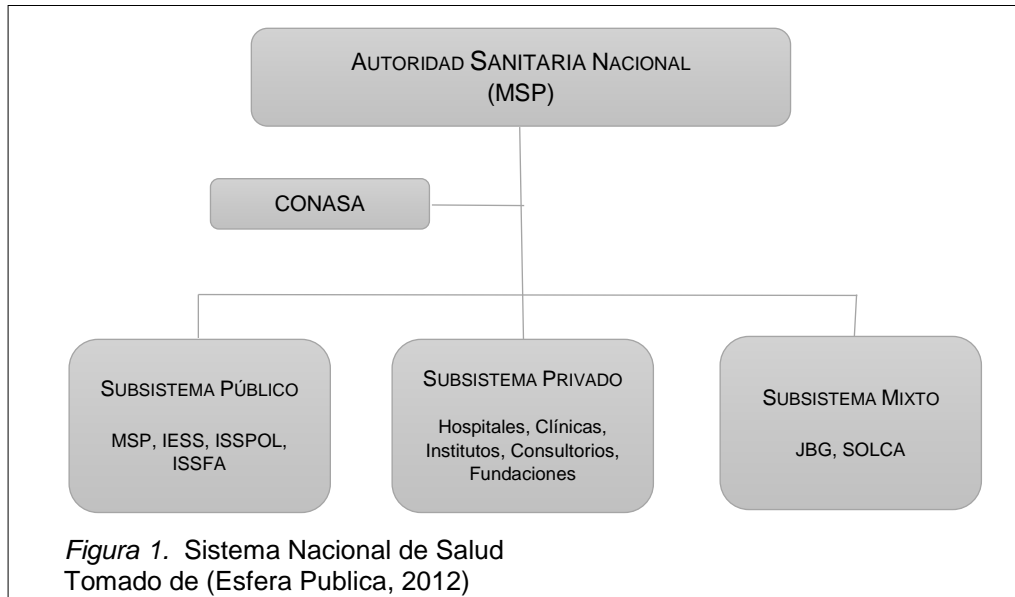 AUTORIDAD SANITARIA NACIONAL
(MSP)
CONASA
SUBSISTEMA PÚBLICO
MSP, IESS, ISSPOL,
ISSFA
SUBSISTEMA PRIVADO
Hospitales, Clínicas,
Institutos, Consultorios,
Fundaciones
SUBSISTEMA MIXTO
JBG, SOLCA
Figura 1. Sistema Nacional de Salud
Tomado de (Esfera Publica, 2012)